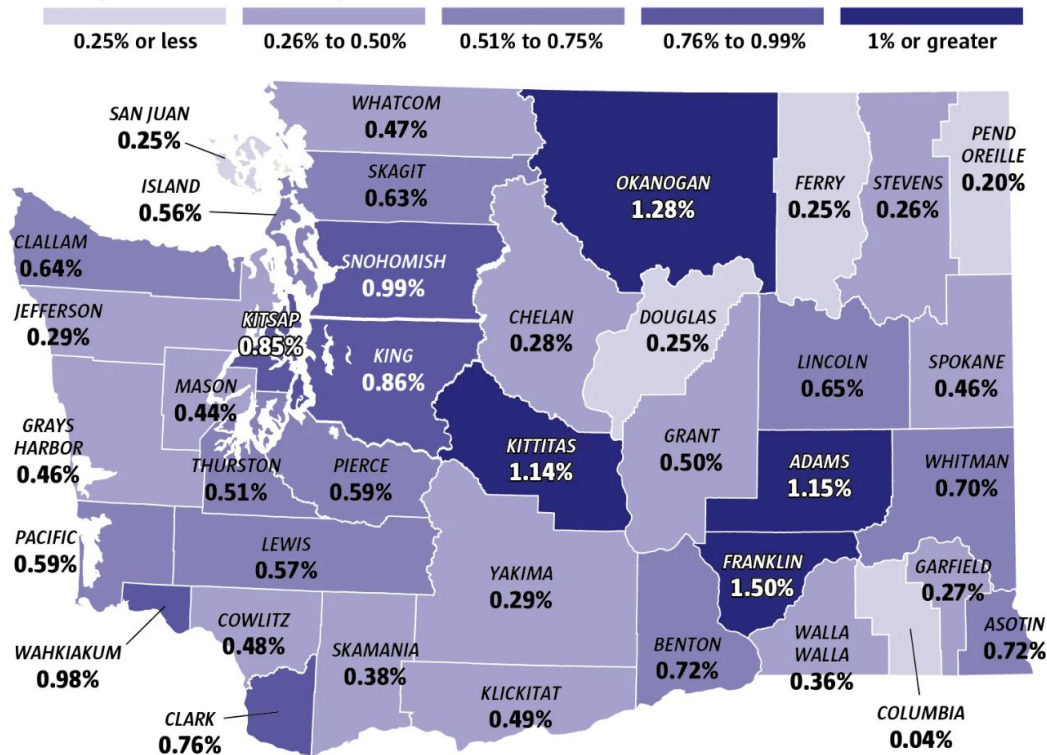 0.25% or less
0.26% to 0.50%
0.51% to 0.75%
0.76% to 0.99%
1% or greater
SAN JUAN
0.25%
ISLAND
0.56%
WHATCOM
0.47%
SKAGIT
0.63%
OKANOGAN
1.28%
FERRY
0.25%
STEVENS
0.26%
PEND
OREILLE
0.20%
CLALLAM
0.64%
SNOHOMISH
0.99%
JEFFERSON
0.29%
KITSAP
0.85%
KING
0.86%
CHELAN
0.28%
DOUGLAS
0.25%
LINCOLN
0.65%
SPOKANE
0.46%
MASON
0.44%
GRAYS
HARBOR
0.46%
THURSTON
0.51%
PIERCE
0.59%
KITTITAS
1.14%
GRANT
0.50%
ADAMS
1.15%
WHITMAN
0.70%
PACIFIC
0.59%
LEWIS
0.57%
YAKIMA
0.29%
FRANKLIN
1.50%
GARFIELD
0.27%
WAHKIAKUM
0.98%
COWLITZ
0.48%
SKAMANIA
0.38%
BENTON
0.72%
WALLA
WALLA
0.36%
ASOTIN
0.72%
CLARK
0.76%
KLICKITAT
0.49%
COLUMBIA
0.04%